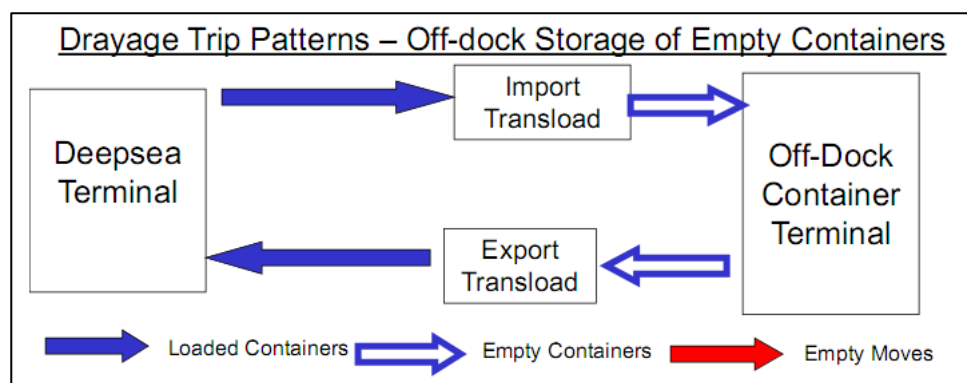 Drayage Trip Patterns – Off-dock Storage of Empty Containers
Import
Transload
Deepsea
Terminal
Off-Dock
Container
Terminal
Export
Transload
Loaded Containers
Empty Containers
Empty Moves